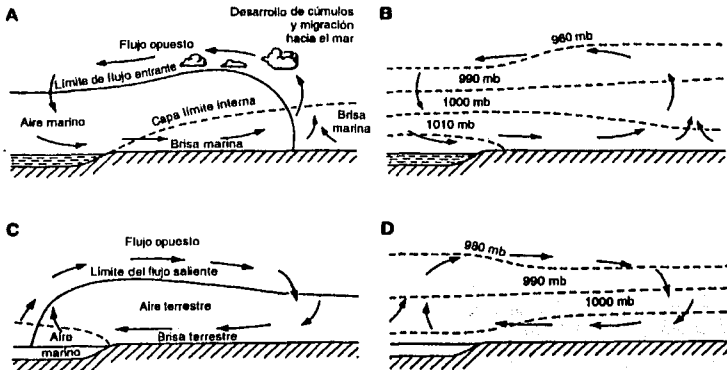 A
Desarrollo de cúmulos
y migración
hacia el mar
Flujo opuesto
Límite de flujo entrante
Aire marino
Capa límite interna
Brisa
marina
Brisa marina
B
980 mb
990 mb
1000 mb
1010 mb
C
Flujo opuesto
Límite del flujo saliente
Aire terrestre
Aire
marino
Brisa terrestre
D
980 mb
990 mb
1000 mb